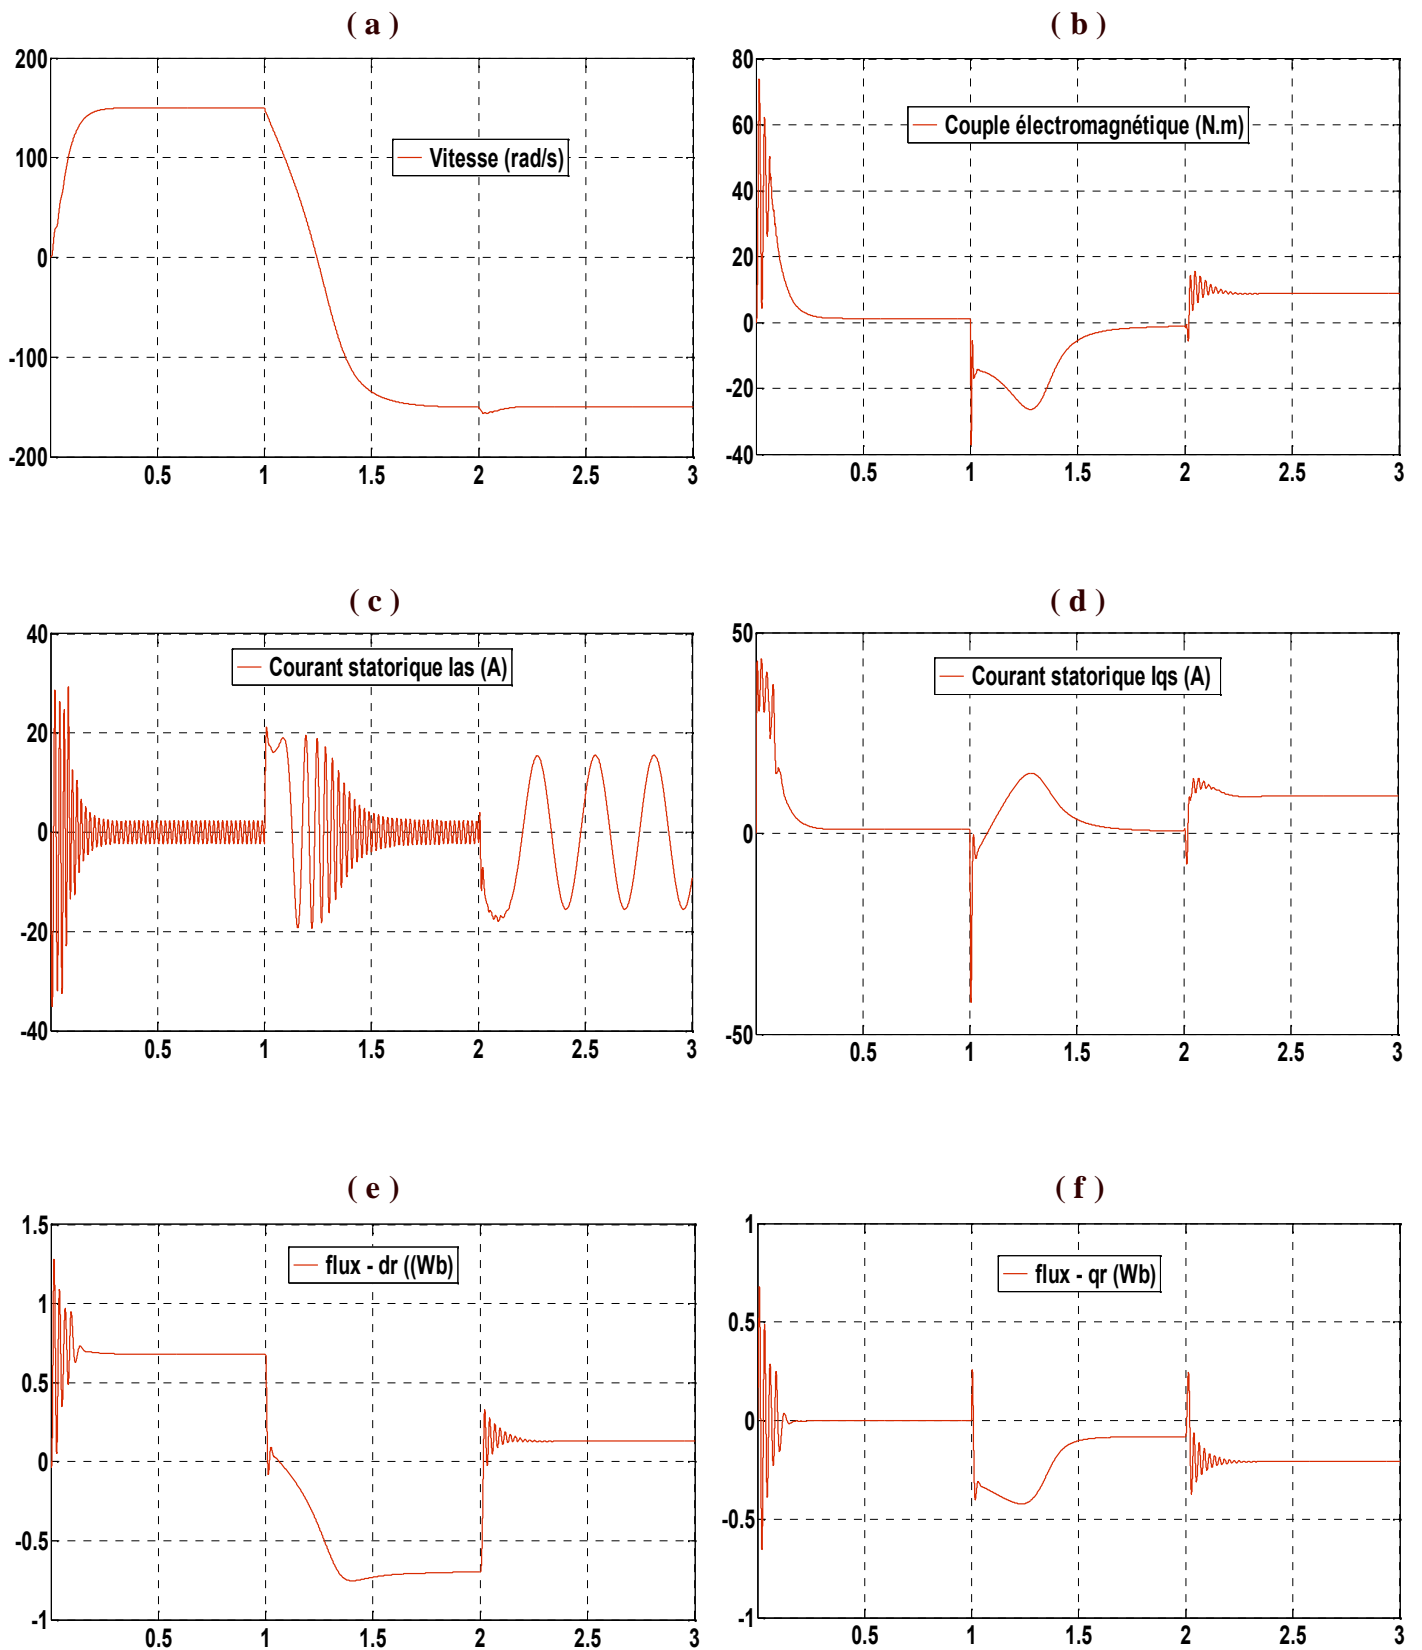 ( a )
200
100
0
-100
-200
0.5 1 1.5 2 2.5 3
Vitesse (rad/s)
( b )
80
60
40
20
0
-20
-40
0.5 1 1.5 2 2.5 3
Couple électromagnétique (N.m)
( c )
40
20
0
-20
-40
0.5 1 1.5 2 2.5 3
Courant statorique Ias (A)
( d )
50
0
-50
0.5 1 1.5 2 2.5 3
Courant statorique Iqs (A)
( e )
1.5
1
0.5
0
-0.5
-1
0.5 1 1.5 2 2.5 3
flux - dr ((Wb)
( f )
1
0.5
0
-0.5
-1
0.5 1 1.5 2 2.5 3
flux - qr (Wb)